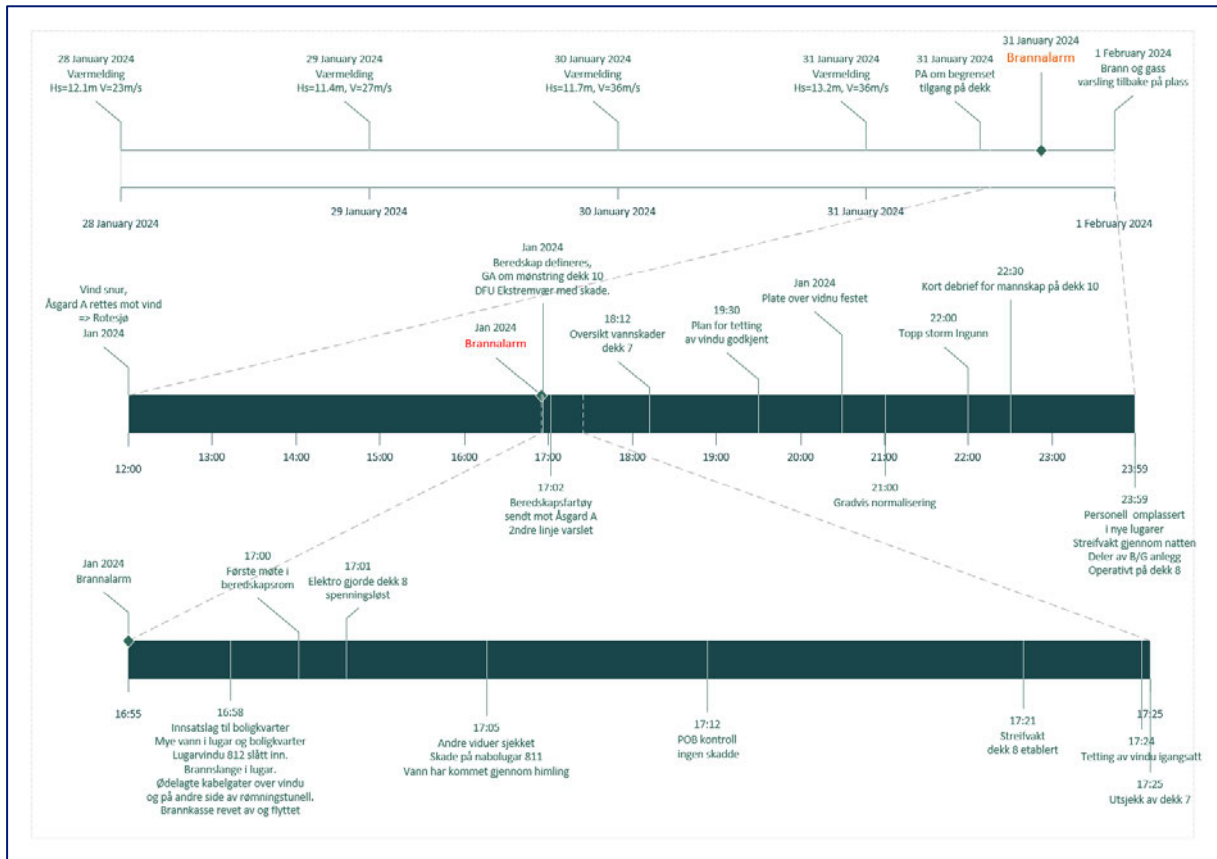 28 January 2024
Værmelding
Hs=12.1m, V=23m/s
29 January 2024
Værmelding
Hs=11.4m, V=27m/s
30 January 2024
Værmelding
Hs=11.7m, V=36m/s
31 January 2024
Værmelding
Hs=13.2m, V=36m/s
31 January 2024
PA om begrenset
tilgang på dekk
31 January 2024
Brannalarm
1 February 2024
Brann og gass
varsling tilbake på plass
28 January 2024
29 January 2024
30 January 2024
31 January 2024
1 February 2024
Vind snur,
Åsgard A rettes mot vind
=> Rotesjø
Jan 2024
Jan 2024
Brannalarm
Jan 2024
Beredskap defineres,
GA om mønstring dekk 10
DFU Ekstremvær med skade.
18:12
Oversikt vannskader
dekk 7
19:30
Plan for tetting
av vindu godkjent
Jan 2024
Plate over vidnu festet
22:00
Topp storm Ingunn
22:30
Kort debrief for mannskap på dekk 10
12:00
13:00
14:00
15:00
16:00
17:00
18:00
19:00
20:00
21:00
22:00
23:00
23:59
17:02
Beredskapsfartøy
sendt mot Åsgard A
2ndre linje varslet
21:00
Gradvis normalisering
23:59
Personell omplassert
i nye lugarer
Streifvakt gjennom natten
Deler av B/G anlegg
Operativt på dekk 8
Jan 2024
Brannalarm
17:00
Første møte i
beredskapsrom
17:01
Elektro gjorde dekk 8
spenningsløst
16:55
16:58
Innsatslag til boligkvarter
Mye vann i lugar og boligkvarter
Lugarvindu 812 slått inn.
Brannslange i lugar.
Ødelagte kabelgater over vindu
og på andre side av rømningstunell.
Brannkasse revet av og flyttet
17:05
Andre viduer sjekket
Skade på nabolugar 811
Vann har kommet gjennom himling
17:12
POB kontroll
ingen skadde
17:21
Streifvakt
dekk 8 etablert
17:25
17:24
Tetting av vindu igangsatt
17:25
Utsjekk av dekk 7